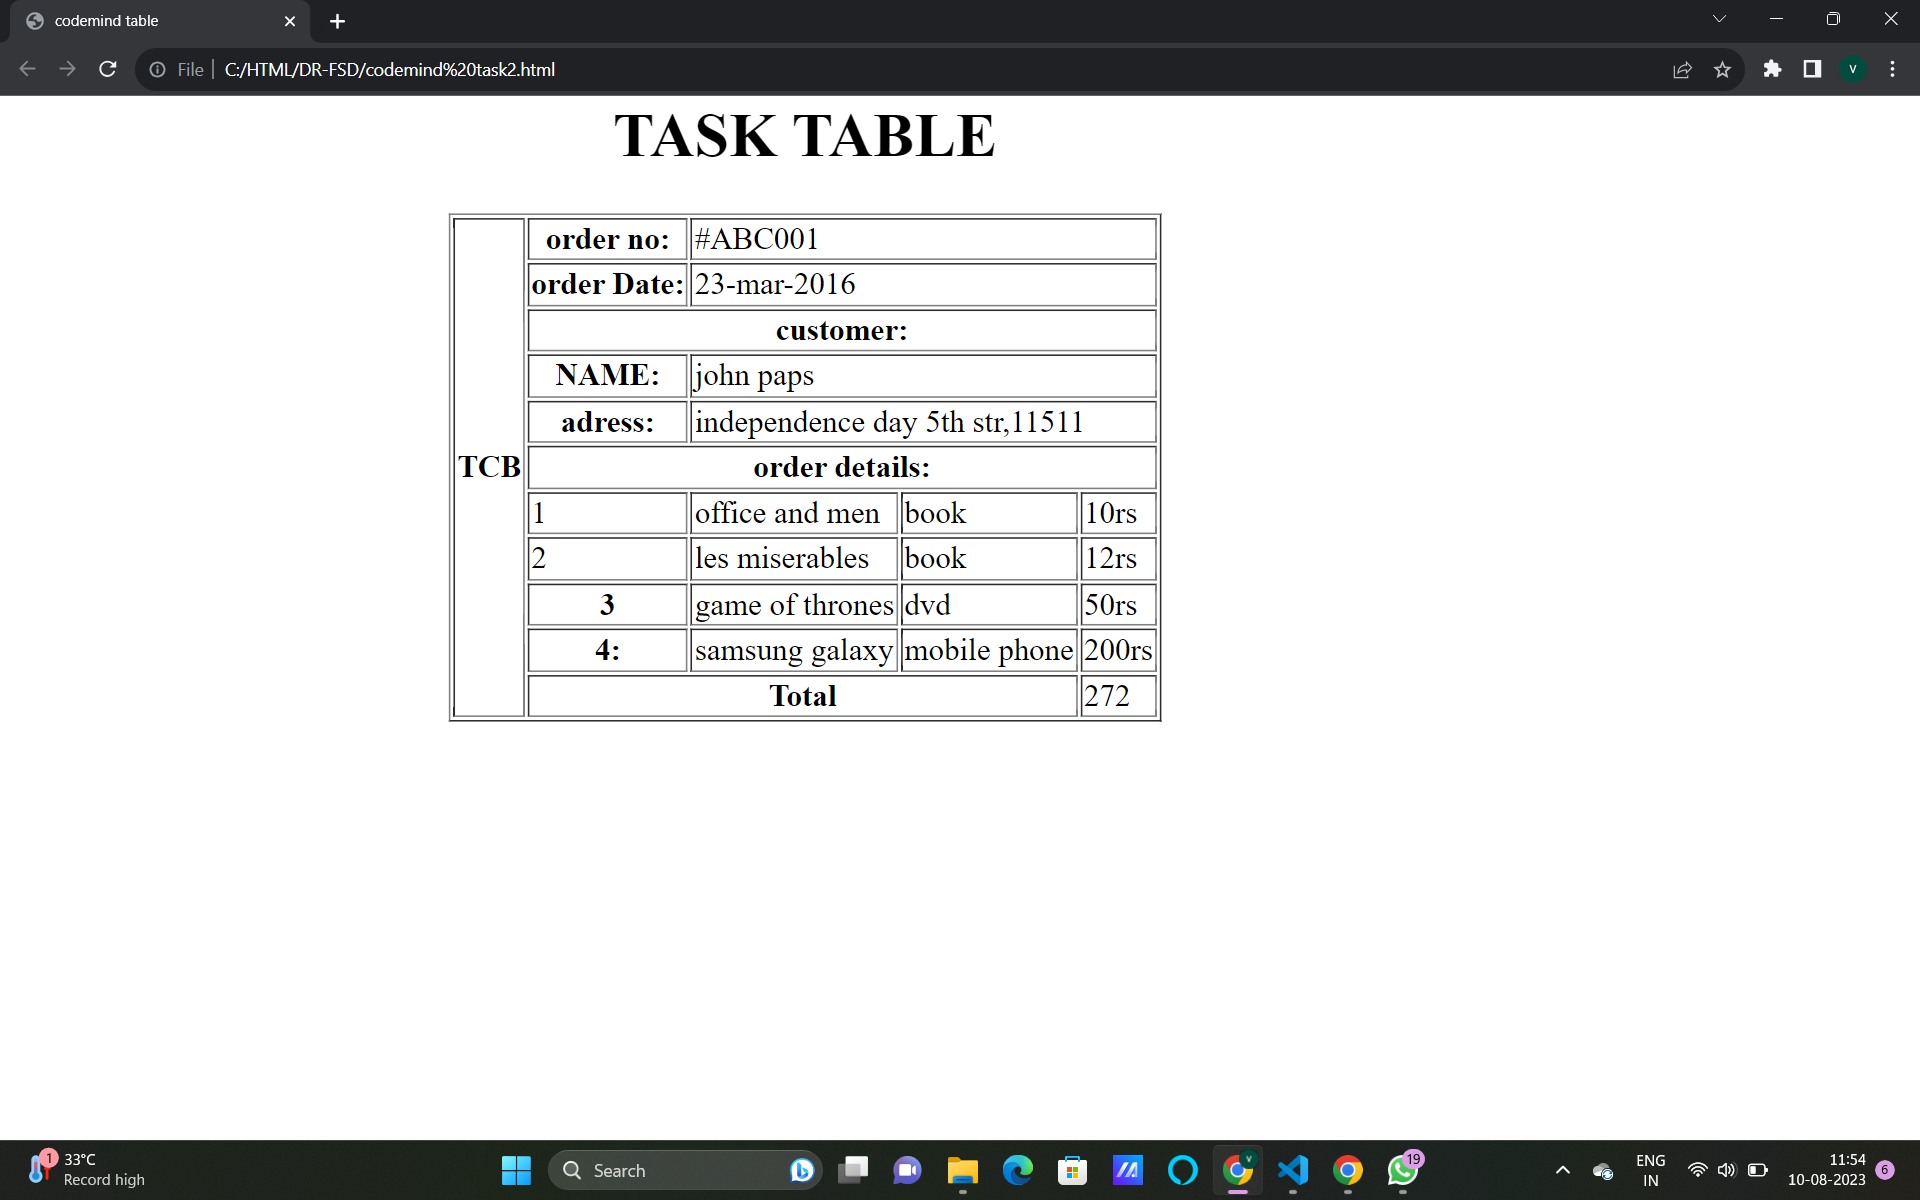 codemind table
File
C:/HTML/DR-FSD/codemind%20task2.html
V
TASK TABLE
TCB
order no: #ABC001
order Date: 23-mar-2016
customer:
NAME: john paps
adress: independence day 5th str,11511
order details:
1 office and men book 10rs
2 les miserables book 12rs
3 game of thrones dvd 50rs
4: samsung galaxy mobile phone 200rs
Total 272
1
33°C
Record high
Search
V
19
ENG
IN
11:54
10-08-2023
6